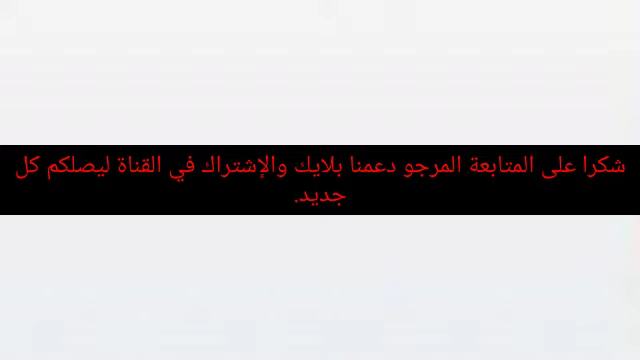 شكرا على المتابعة المرجو دعمنا بلايك والإشتراك في القناة ليصلكم كل
جديد.